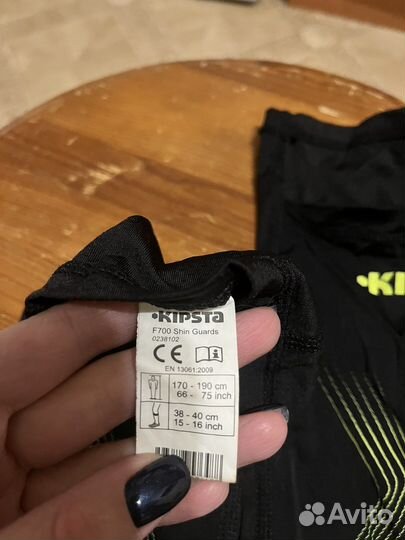 KIPSTA
F700 Shin Guards
0238102
CE
EN 13061:2009
170 - 190 cm
66 - 75 inch
38 - 40 cm
15 - 16 inch
KIPS
Avito